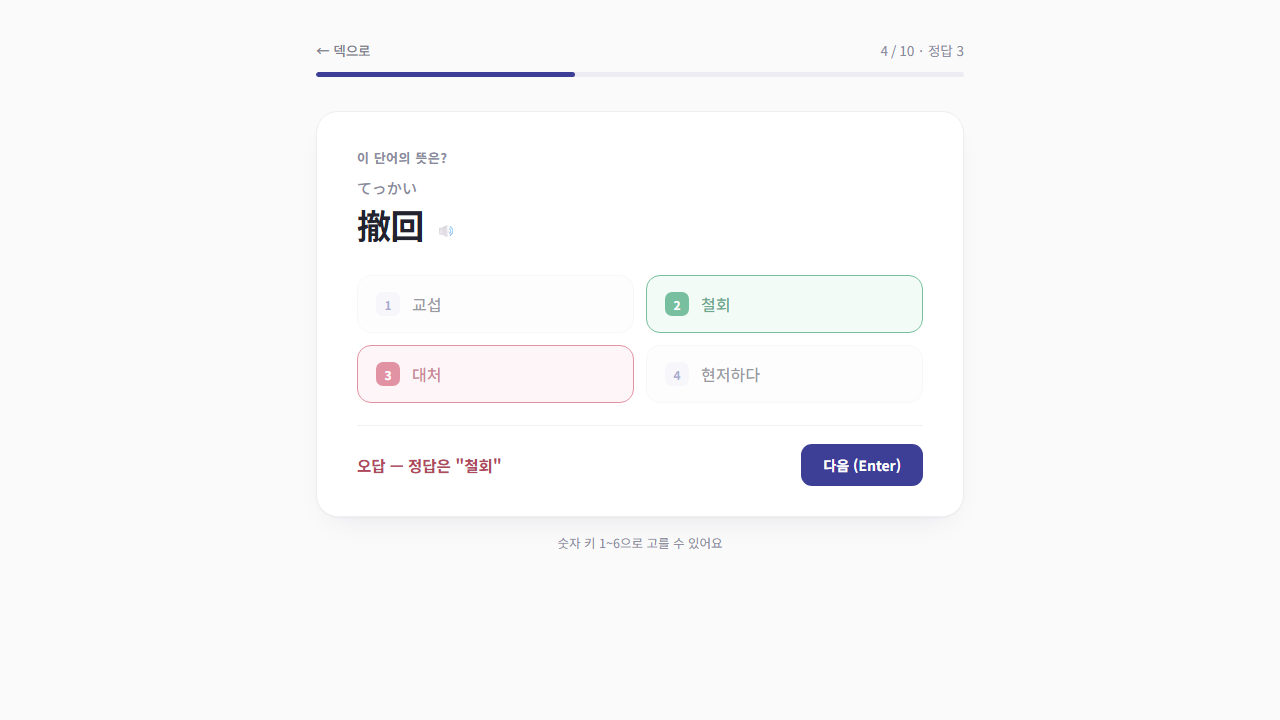 ← 덱으로
4 / 10 · 정답 3
이 단어의 뜻은?
てっかい
撤回
1 교섭
2 철회
3 대처
4 현저하다
오답 — 정답은 "철회"
다음 (Enter)
숫자 키 1~6으로 고를 수 있어요